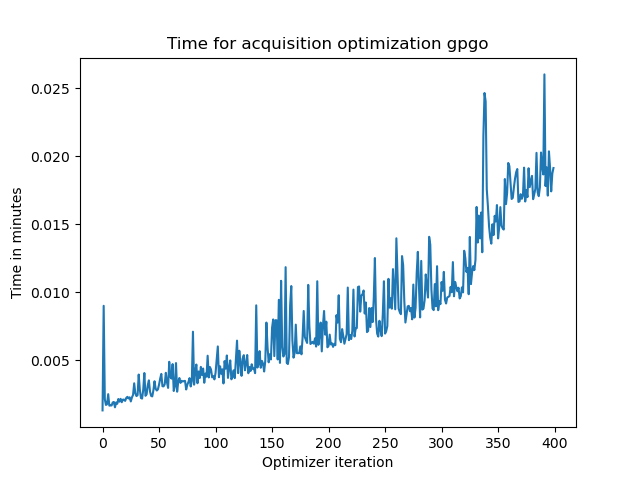 Time for acquisition optimization gpgo
0.025
0.020
0.015
0.010
0.005
Time in minutes
0 50 100 150 200 250 300 350 400
Optimizer iteration